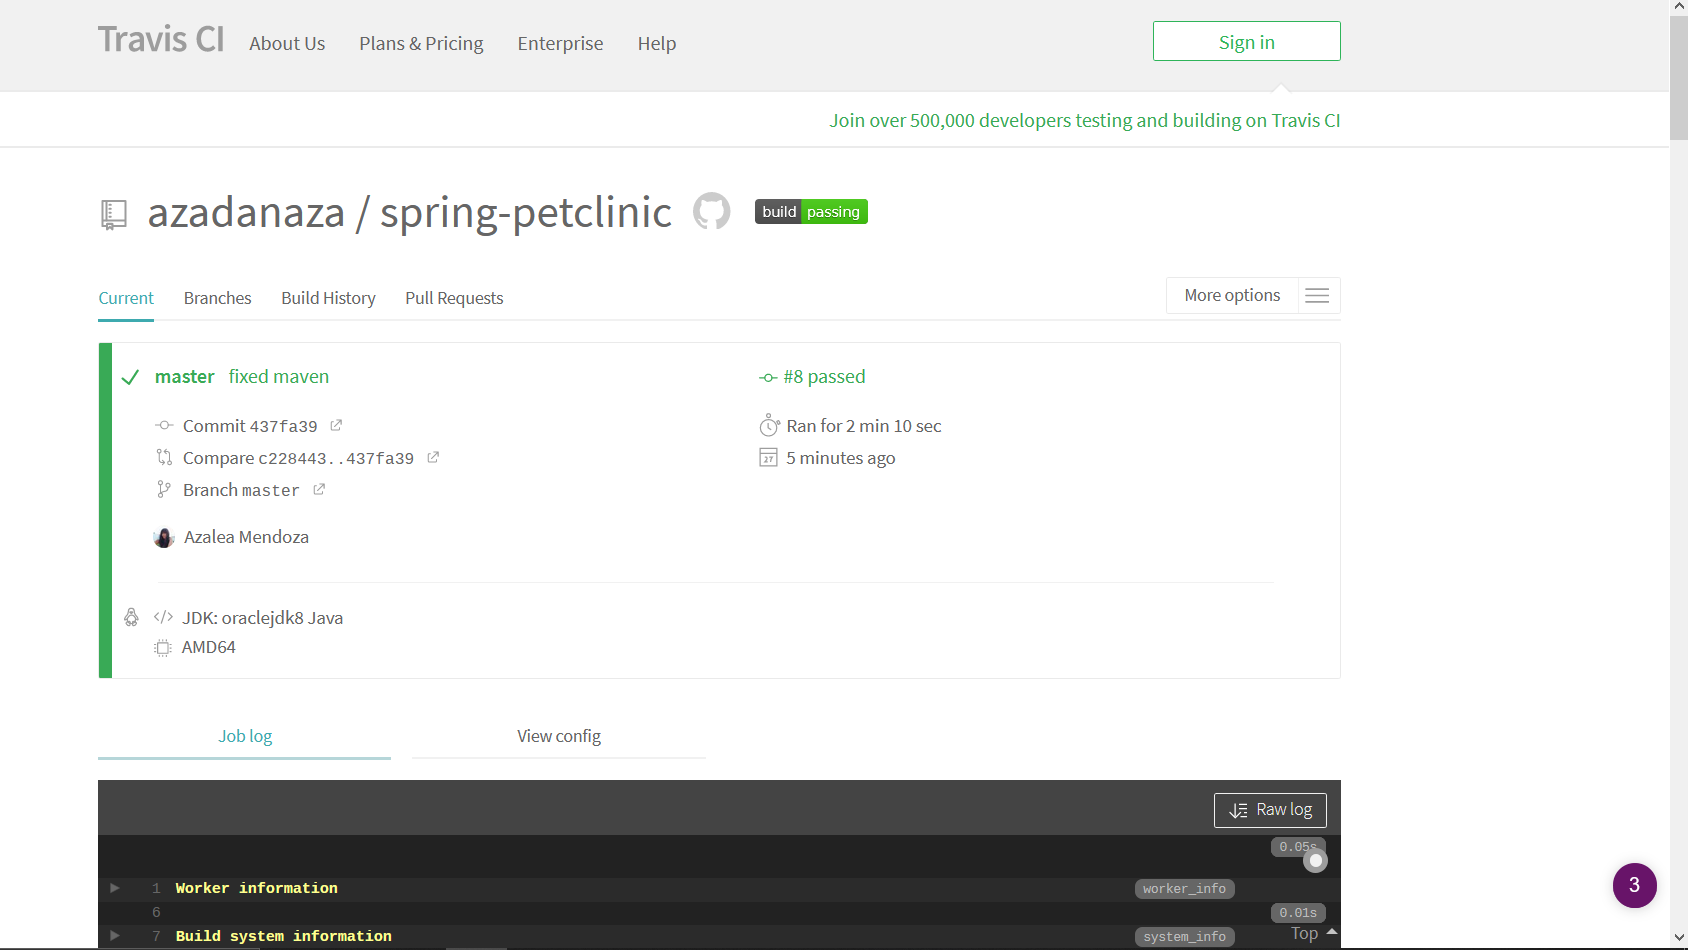 Travis CI About Us Plans & Pricing Enterprise Help Sign in
Join over 500,000 developers testing and building on Travis CI
azadanaza / spring-petclinic build passing
Current Branches Build History Pull Requests More options
master fixed maven
#8 passed
Commit 437fa39
Ran for 2 min 10 sec
Compare c228443..437fa39
27
5 minutes ago
Branch master
Azalea Mendoza
</> JDK: oraclejdk8 Java
AMD64
Job log View config
Raw log
0.05s
1 Worker information worker_info
6 0.01s
7 Build system information system_info
Top
3